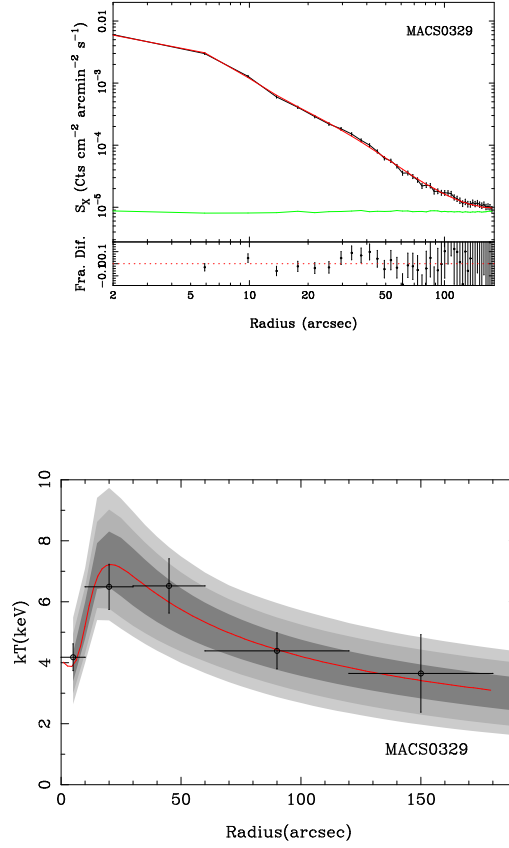 0.01
MACS0329
10⁻³
10⁻⁴
10⁻⁵
S_X (Cts cm⁻² arcmin⁻² s⁻¹)
Fra. Dif.
-0.1 0 0.1
2 5 10 20 50 100
Radius (arcsec)
10
8
6
4
2
0
kT(keV)
MACS0329
0 50 100 150
Radius(arcsec)